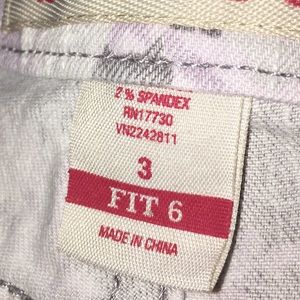 2% SPANDEX
RN17730
VN2242811
3
FIT 6
MADE IN CHINA